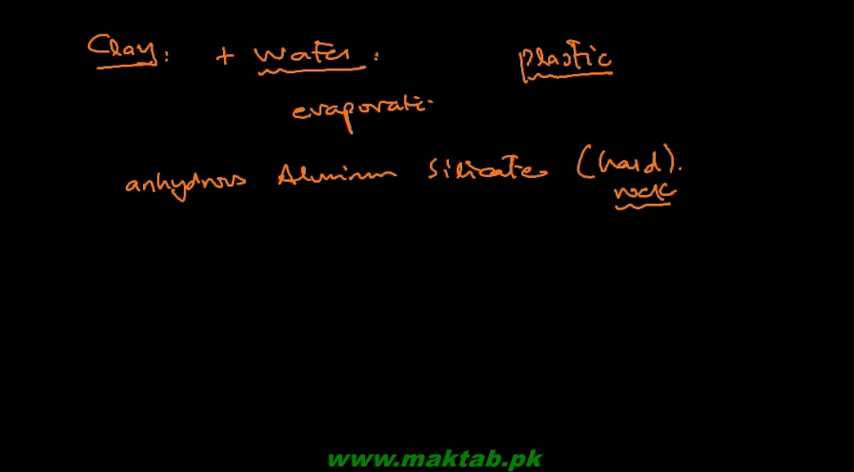 Clay: + water. plastic
evaporati.
anhydrous Aluminum Silicates (hard).
rock
www.maktab.pk